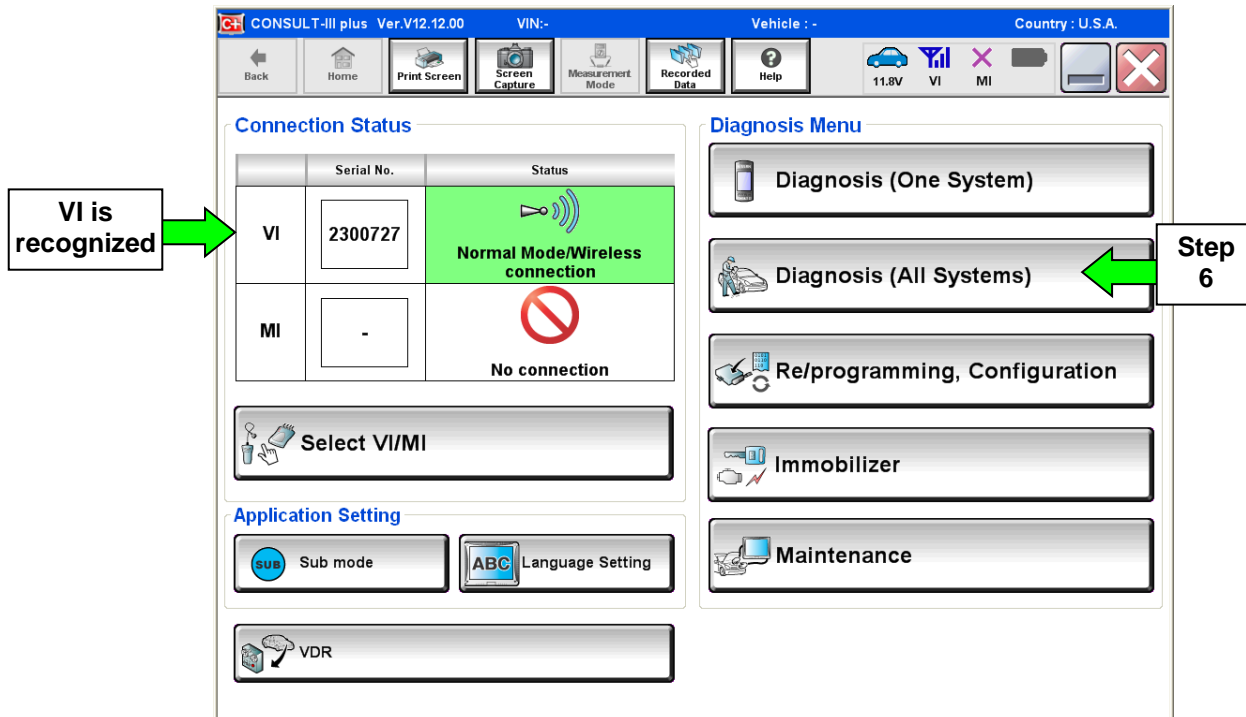 C+ CONSULT-III plus Ver.V12.12.00 VIN:- Vehicle : - Country : U.S.A.
Back
Home
Print Screen
Screen
Capture
Measurement
Mode
Recorded
Data
? Help
11.8V
VI
MI
Connection Status
Serial No. Status
VI is
recognized
VI
2300727
Normal Mode/Wireless
connection
MI
-
No connection
Select VI/MI
Application Setting
SUB
Sub mode
ABC
Language Setting
VDR
Diagnosis Menu
Diagnosis (One System)
Diagnosis (All Systems)
Step
6
Re/programming, Configuration
Immobilizer
Maintenance